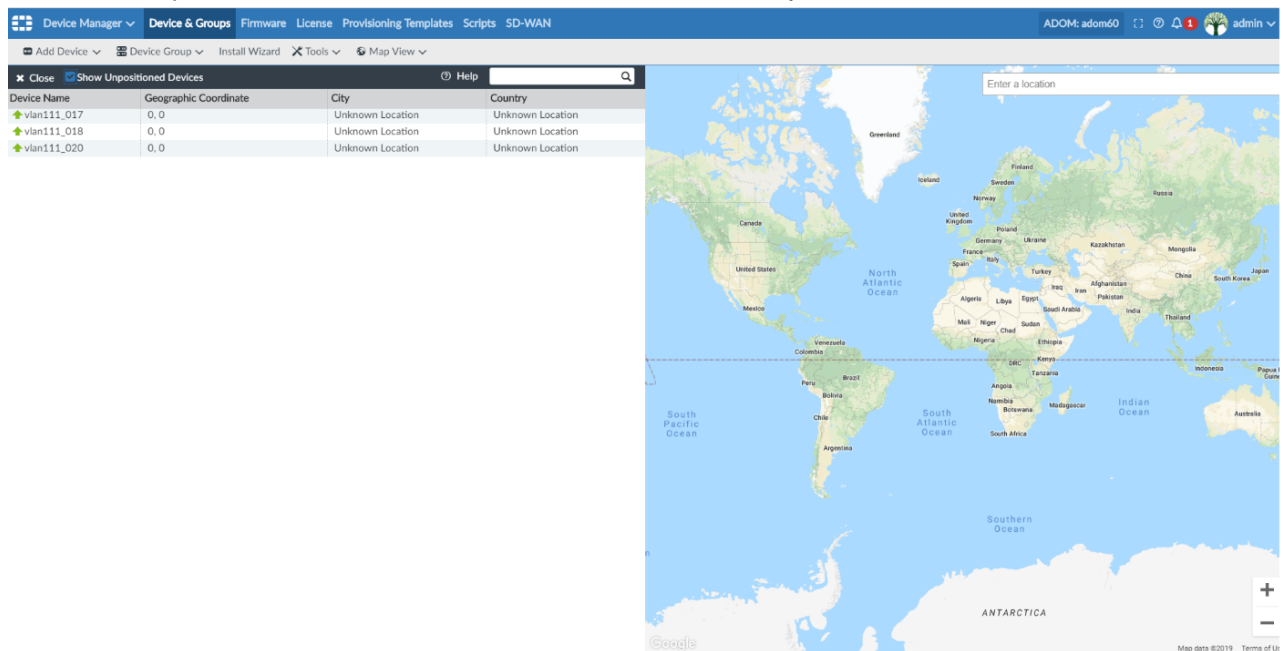 Device Manager Device & Groups Firmware License Provisioning Templates Scripts SD-WAN ADOM: adom60 1 admin
Add Device Device Group Install Wizard Tools Map View
Close Show Unpositioned Devices Help
Device Name Geographic Coordinate City Country
vlan111_017 0, 0 Unknown Location Unknown Location
vlan111_018 0, 0 Unknown Location Unknown Location
vlan111_020 0, 0 Unknown Location Unknown Location
Enter a location
Greenland
Iceland
Finland
Sweden
Norway
Russia
United
Kingdom
Canada
Poland
Germany
Ukraine
France
Kazakhstan
Mongolia
Spain
Italy
United States
North
Atlantic
Ocean
Turkey
China
South Korea
Japan
Iraq
Iran
Afghanistan
Pakistan
Algeria
Libya
Egypt
Saudi Arabia
India
Mexico
Thailand
Mali
Niger
Chad
Sudan
Nigeria
Ethiopia
Venezuela
Colombia
DRC
Kenya
Tanzania
Indonesia
Papua
Guine
Peru
Brazil
Bolivia
Angola
Namibia
Botswana
Madagascar
Indian
Ocean
Australia
Chile
South
Pacific
Ocean
South
Atlantic
Ocean
South Africa
Argentina
Southern
Ocean
n
ANTARCTICA
+
−
Google
Map data ©2019 Terms of Us